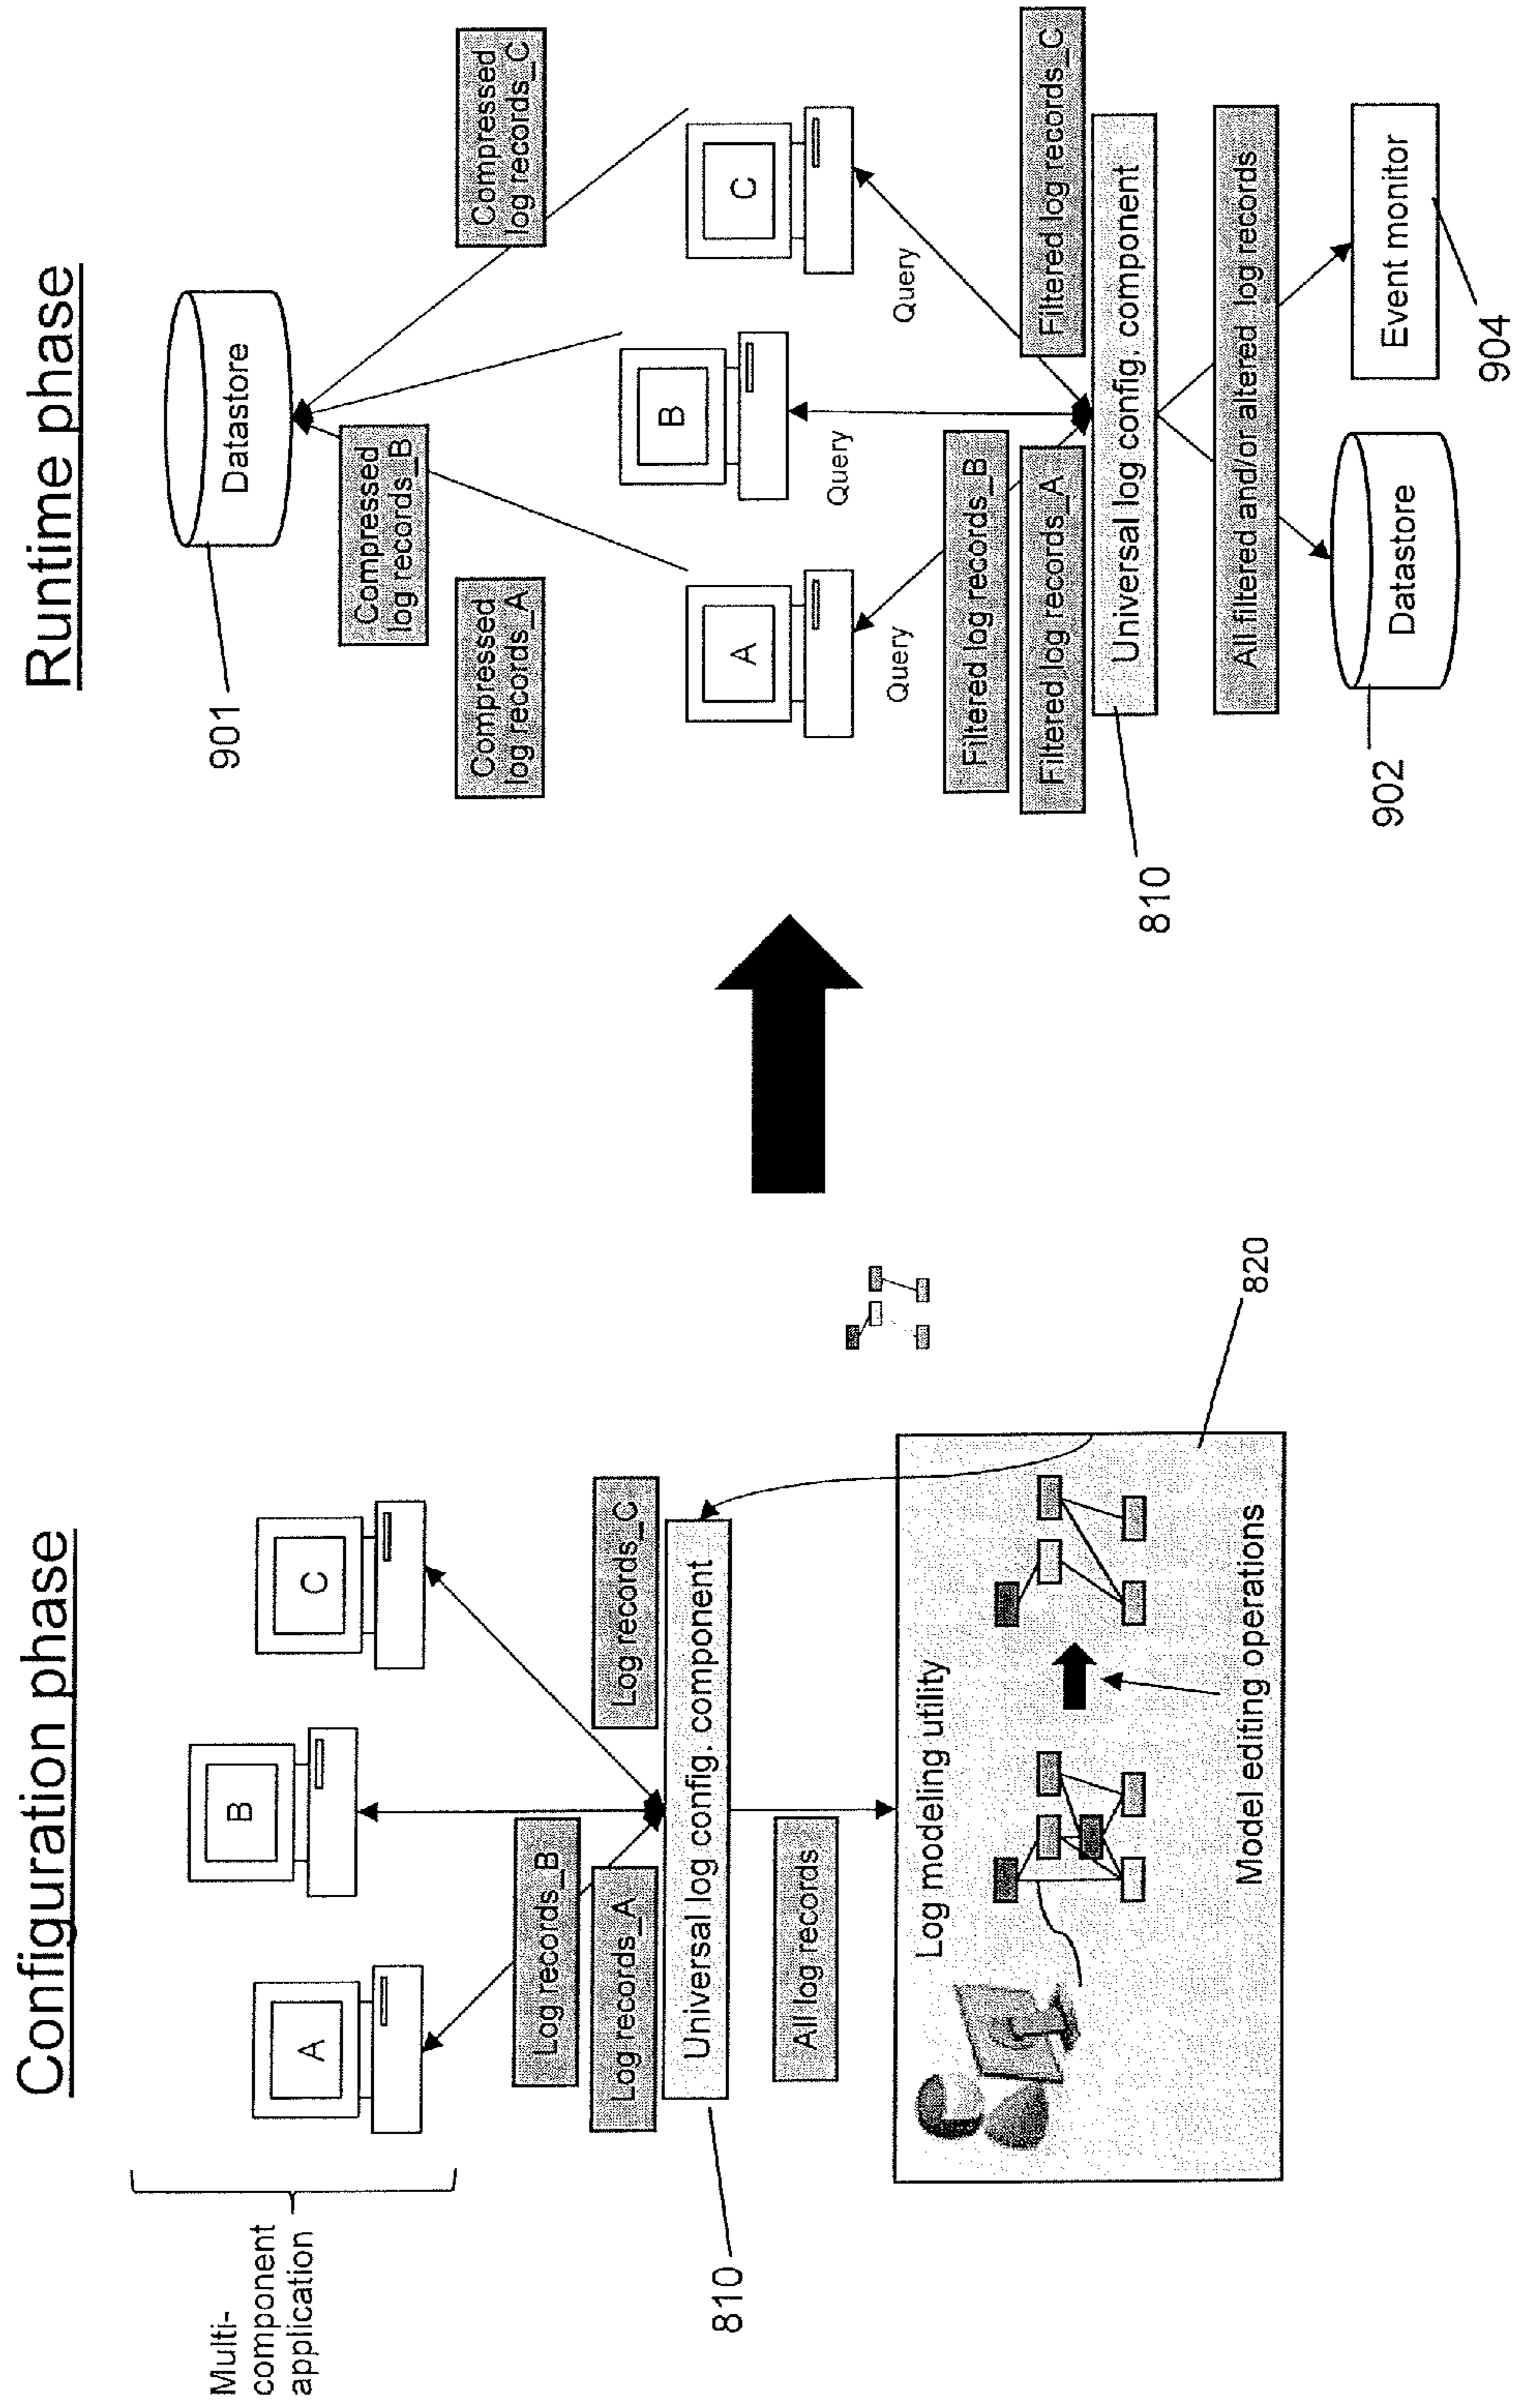 Configuration phase
Multi-
component
application
A
B
C
Log records_B
Log records_A
Log records_C
Universal log config. component
810
All log records
Log modeling utility
Model editing operations
820
Runtime phase
901
Datastore
Compressed
log records_B
Compressed
log records_A
Compressed
log records_C
A
B
C
Query
Query
Query
Filtered log records_B
Filtered log records_A
Filtered log records_C
Universal log config. component
810
All filtered and/or altered log records
Datastore
902
Event monitor
904